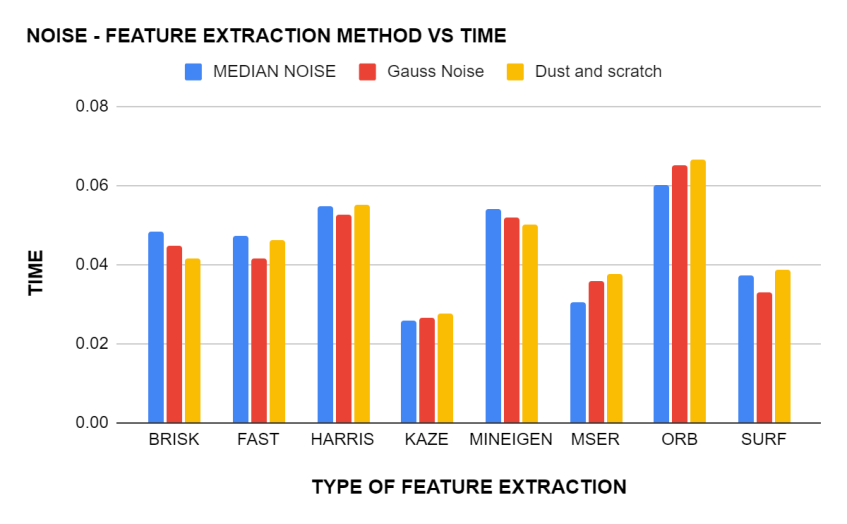 NOISE - FEATURE EXTRACTION METHOD VS TIME
MEDIAN NOISE Gauss Noise Dust and scratch
0.08
0.06
0.04
0.02
0.00
TIME
BRISK FAST HARRIS KAZE MINEIGEN MSER ORB SURF
TYPE OF FEATURE EXTRACTION